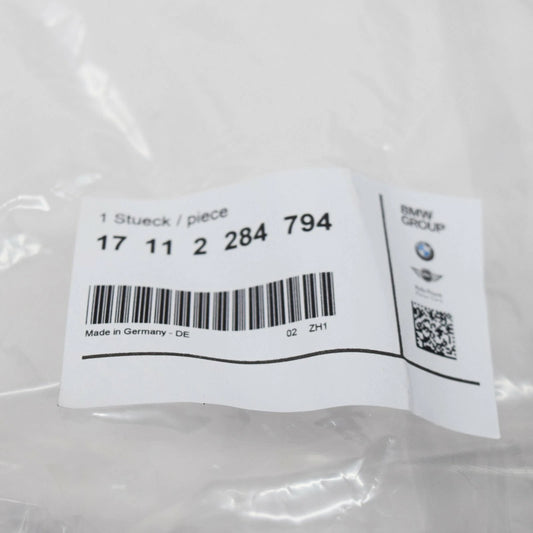 1 Stueck / piece
17 11 2 284 794
Made in Germany - DE
02 ZH1
BMW
GROUP